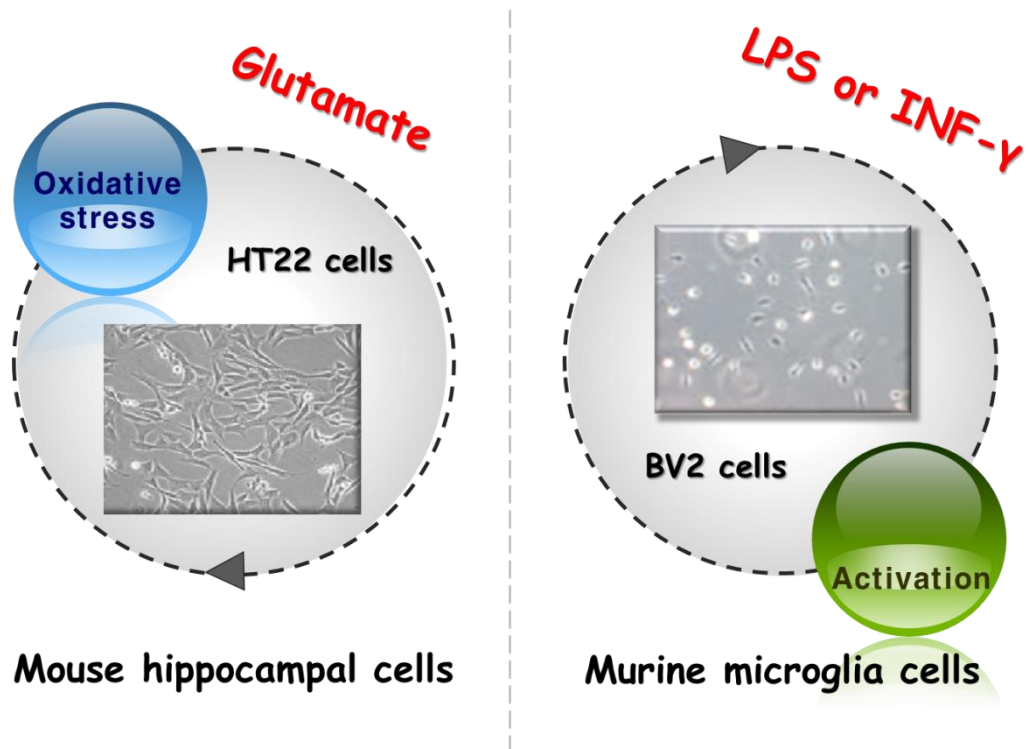 Glutamate
Oxidative
stress
HT22 cells
Mouse hippocampal cells
LPS or INF-γ
BV2 cells
Activation
Murine microglia cells